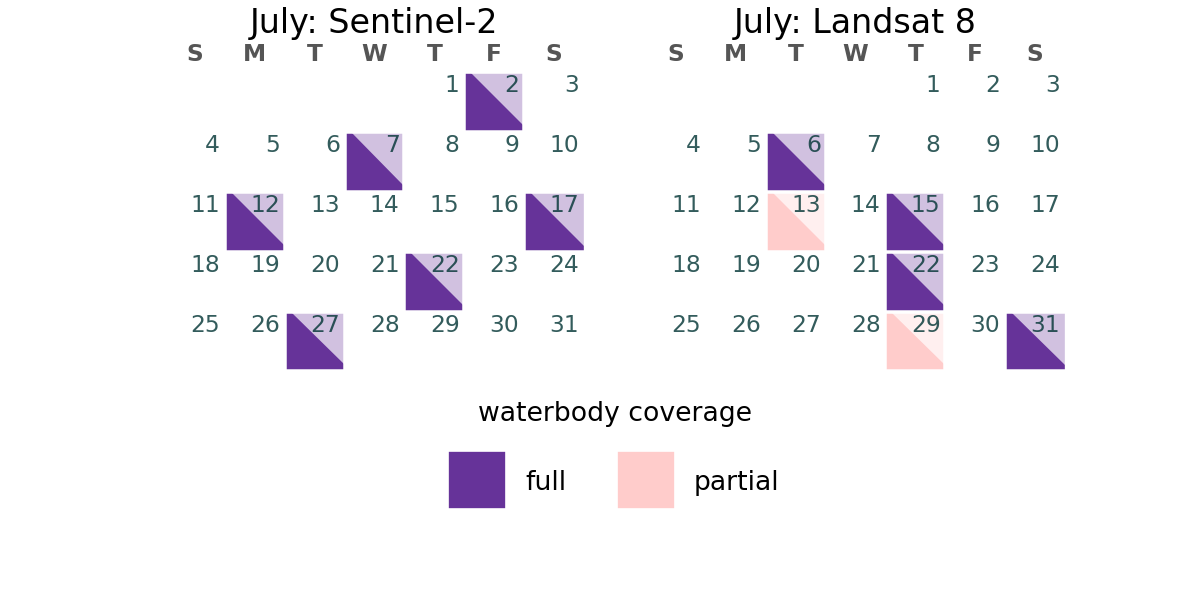 July: Sentinel-2
S M T W T F S
1 2 3
4 5 6 7 8 9 10
11 12 13 14 15 16 17
18 19 20 21 22 23 24
25 26 27 28 29 30 31
July: Landsat 8
S M T W T F S
1 2 3
4 5 6 7 8 9 10
11 12 13 14 15 16 17
18 19 20 21 22 23 24
25 26 27 28 29 30 31
waterbody coverage
full partial